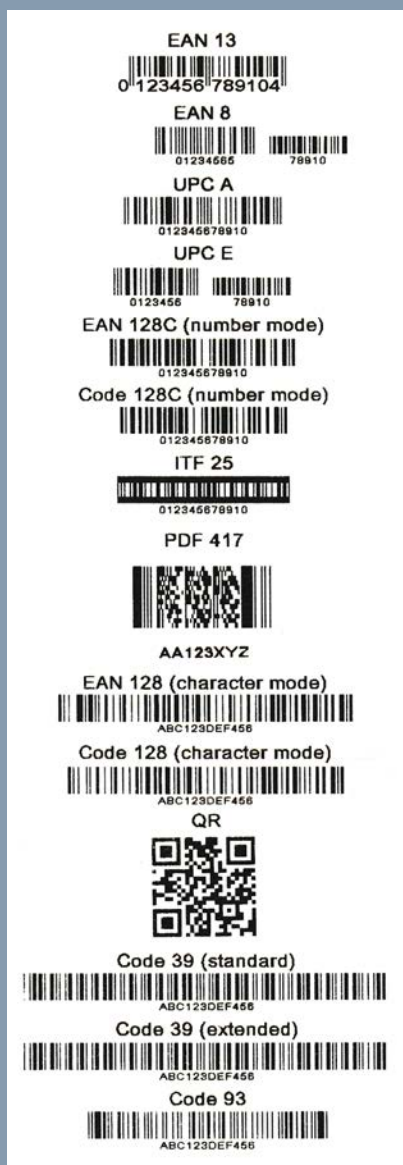 EAN 13
0 123456 789104
EAN 8
01234565 78910
UPC A
012345678910
UPC E
0123456 78910
EAN 128C (number mode)
012345678910
Code 128C (number mode)
012345678910
ITF 25
012345678910
PDF 417
AA123XYZ
EAN 128 (character mode)
ABC123DEF456
Code 128 (character mode)
ABC123DEF456
QR
Code 39 (standard)
ABC123DEF456
Code 39 (extended)
ABC123DEF456
Code 93
ABC123DEF456